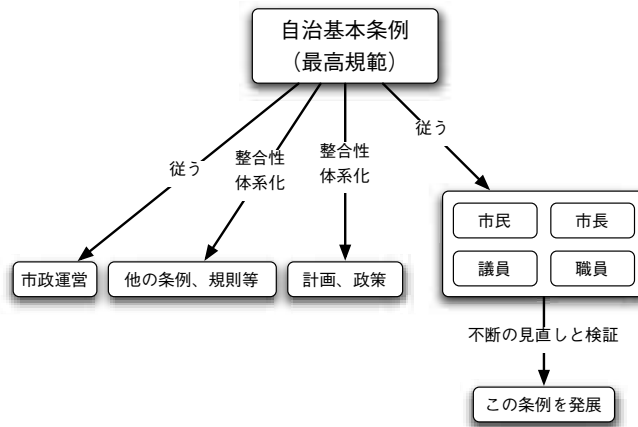 自治基本条例
（最高規範）
従う
整合性
体系化
整合性
体系化
従う
市民
市長
議員
職員
市政運営
他の条例、規則等
計画、政策
不断の見直しと検証
この条例を発展